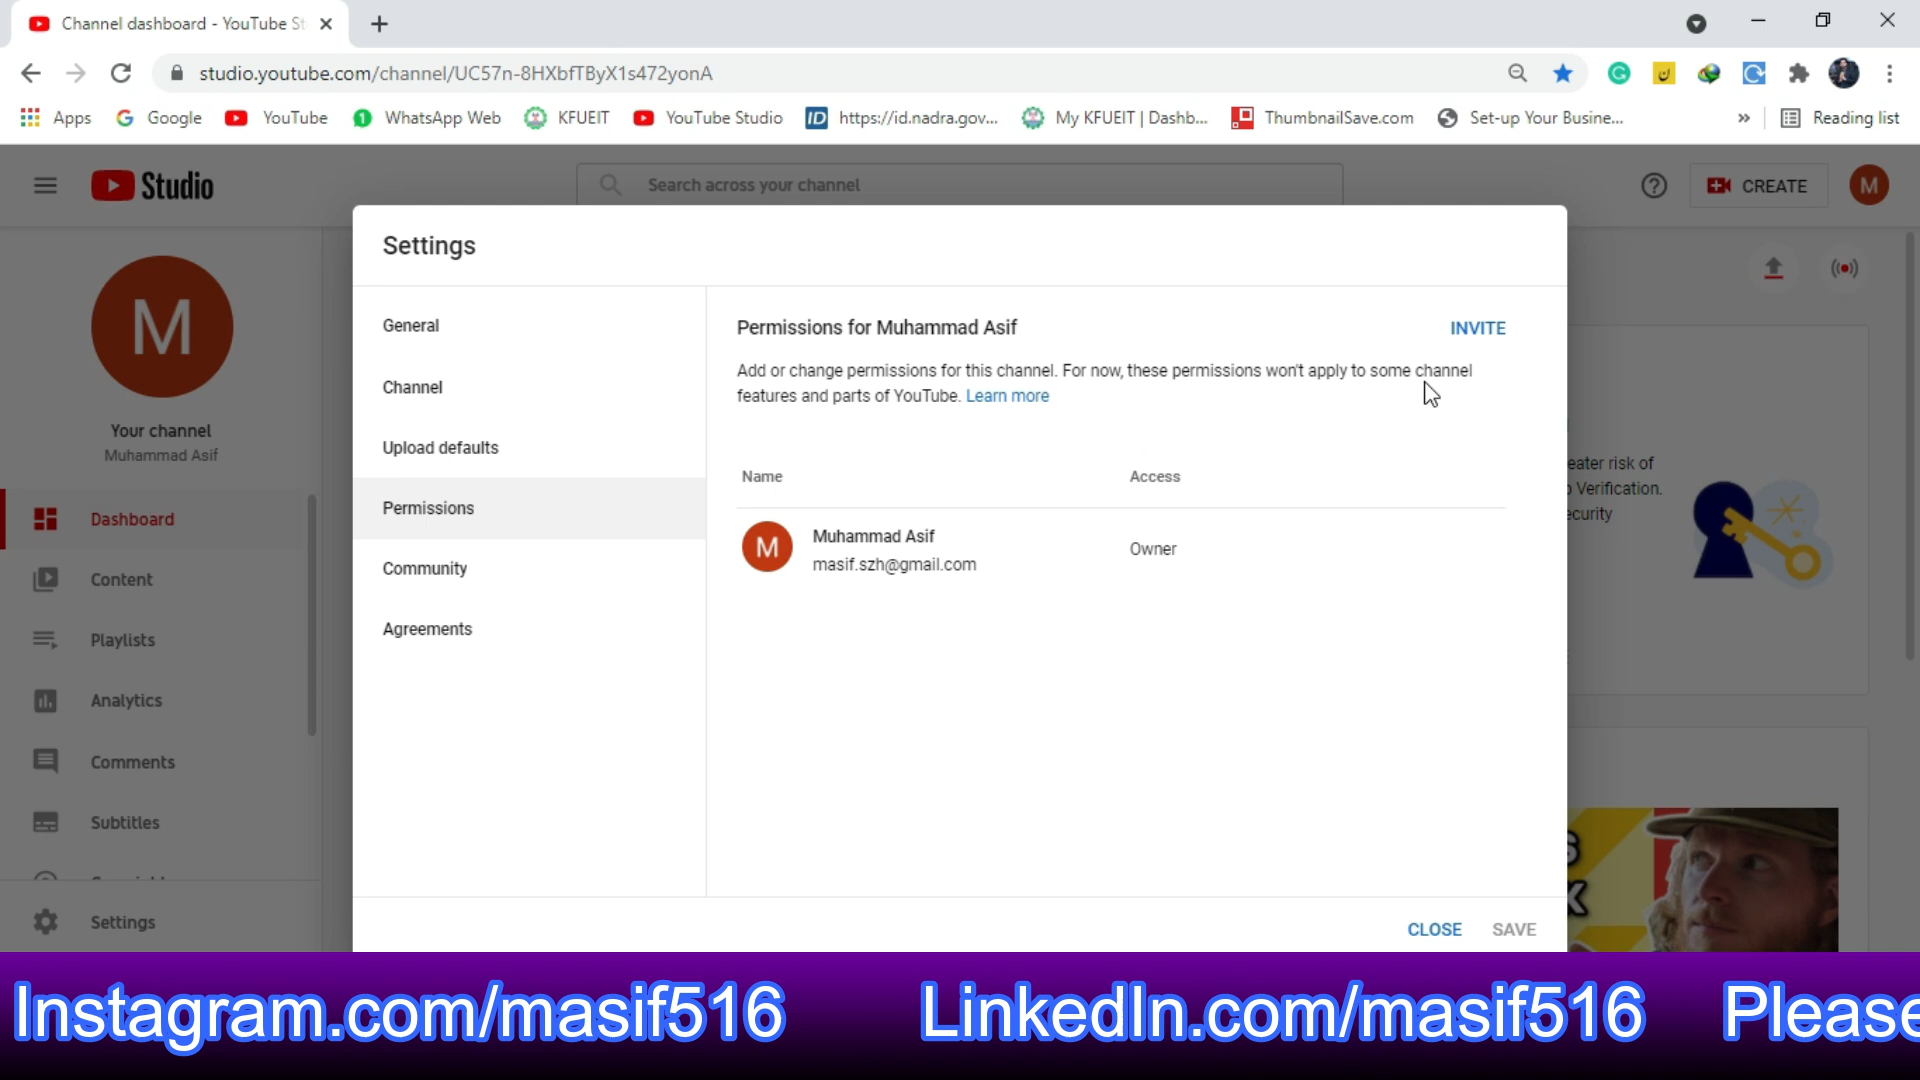 Channel dashboard - YouTube St
studio.youtube.com/channel/UC57n-8HXbfTByX1s472yonA
Apps Google YouTube WhatsApp Web KFUEIT YouTube Studio https://id.nadra.gov... My KFUEIT | Dashb... ThumbnailSave.com Set-up Your Busine... » Reading list
Studio
Search across your channel
CREATE
M
M
Your channel
Muhammad Asif
Dashboard
Content
Playlists
Analytics
Comments
Subtitles
Settings
Settings
General
Channel
Upload defaults
Permissions
Community
Agreements
Permissions for Muhammad Asif
INVITE
Add or change permissions for this channel. For now, these permissions won't apply to some channel
features and parts of YouTube. Learn more
Name Access
M
Muhammad Asif
masif.szh@gmail.com
Owner
CLOSE SAVE
eater risk of
Verification.
ecurity
Instagram.com/masif516 LinkedIn.com/masif516 Please